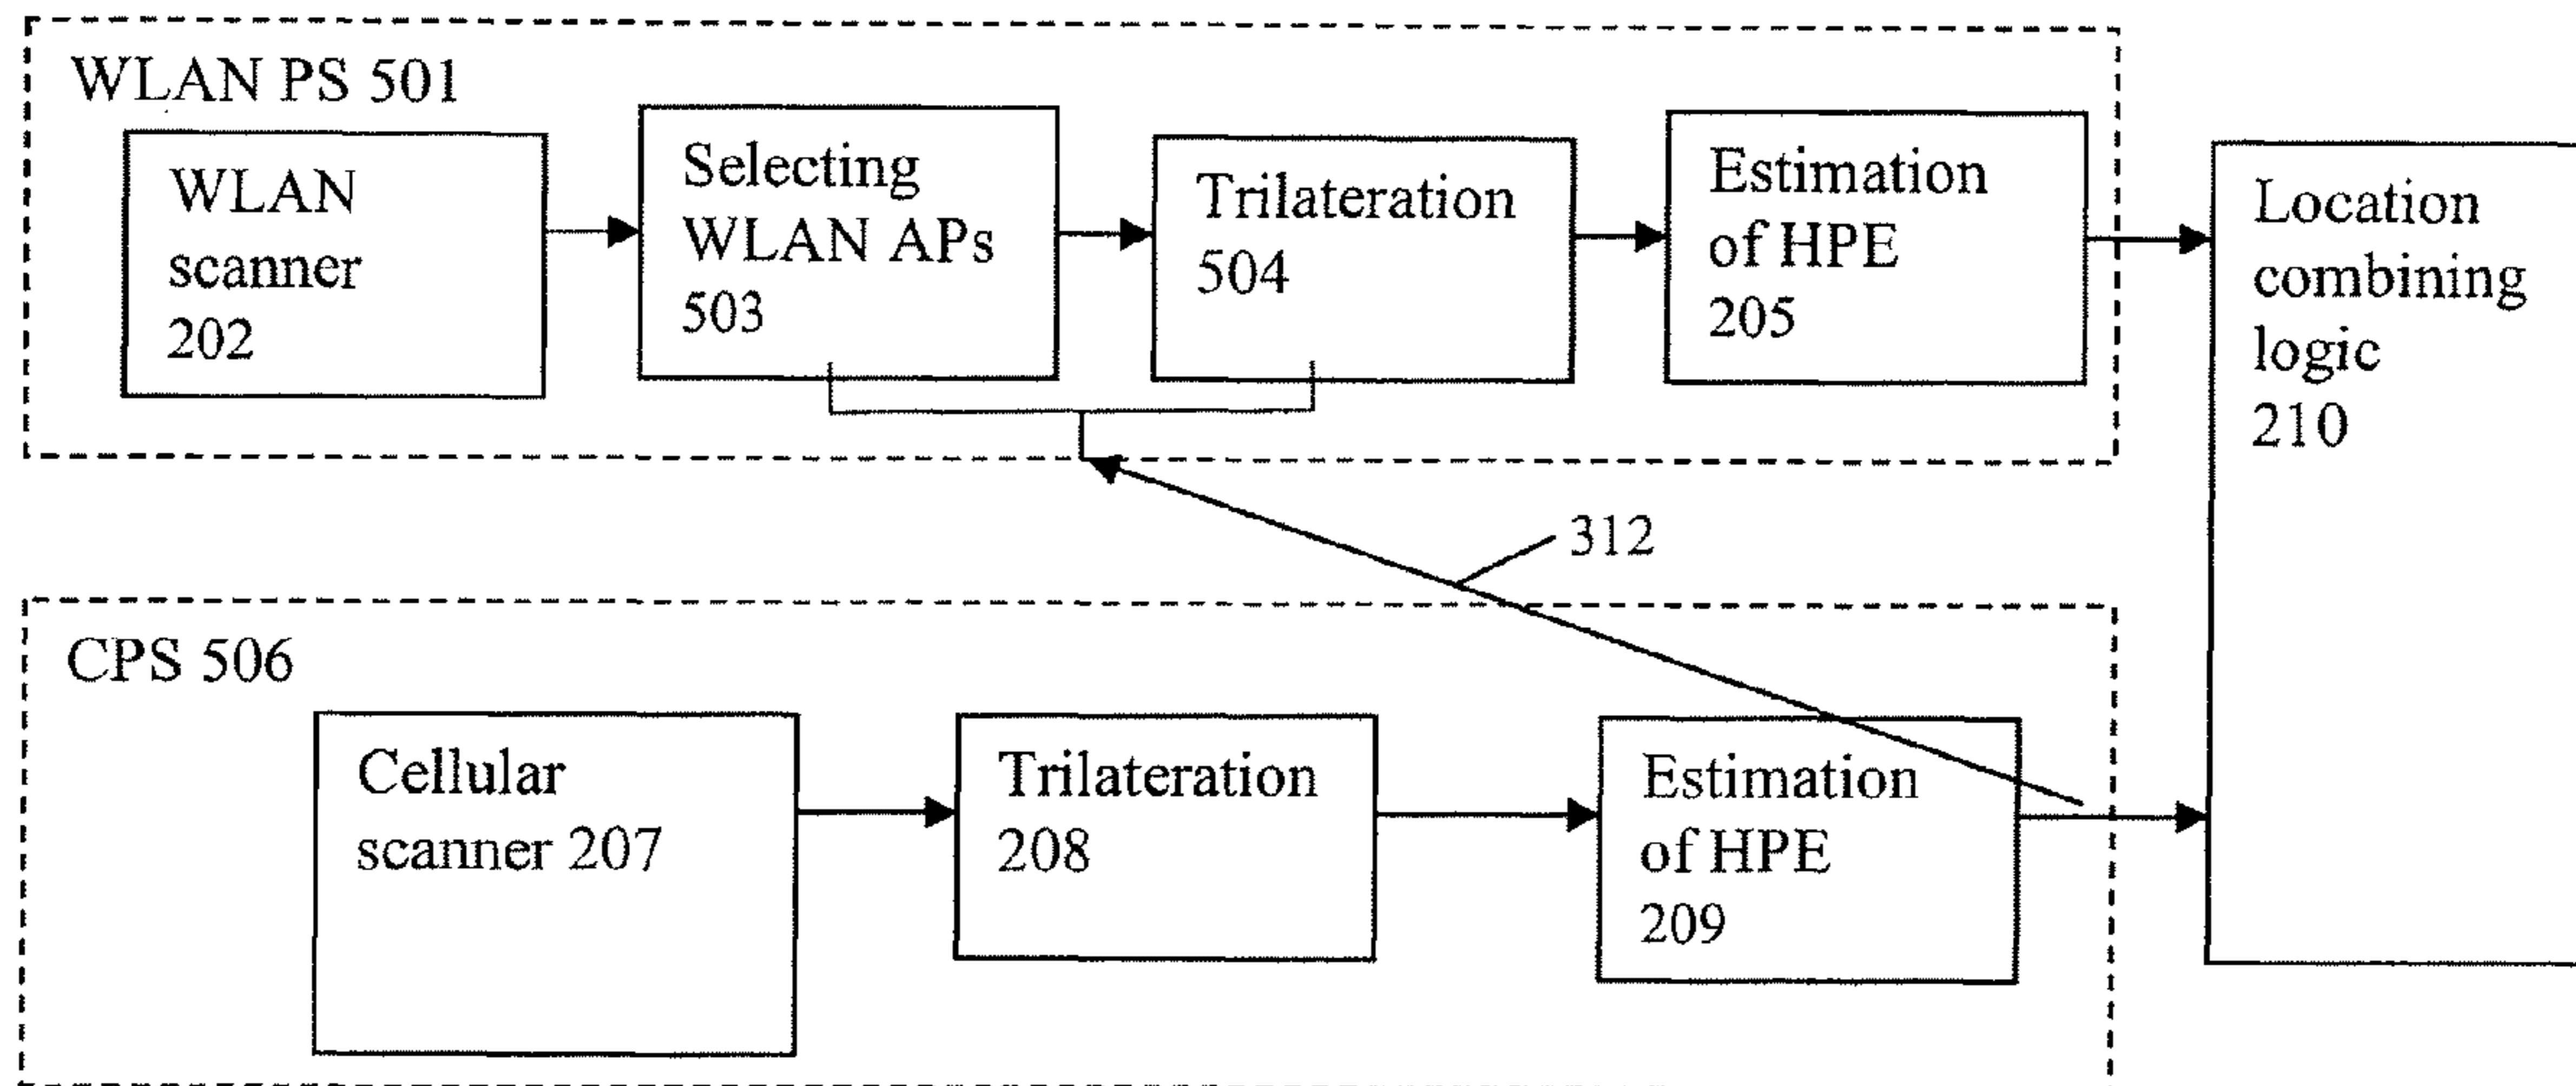 WLAN PS 501
WLAN
scanner
202
Selecting
WLAN APs
503
Trilateration
504
Estimation
of HPE
205
Location
combining
logic
210
312
CPS 506
Cellular
scanner 207
Trilateration
208
Estimation
of HPE
209